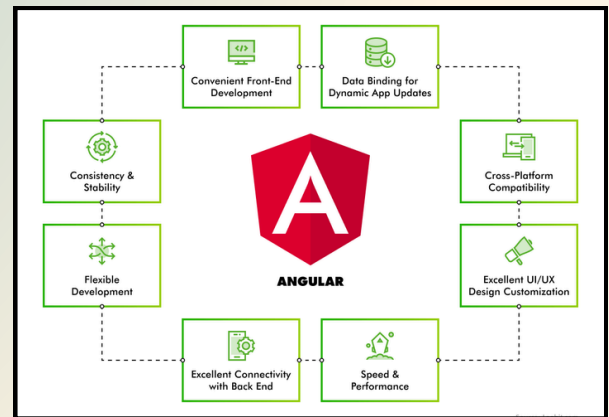 Convenient Front-End
Development
Data Binding for
Dynamic App Updates
Consistency &
Stability
Cross-Platform
Compatibility
ANGULAR
Flexible
Development
Excellent UI/UX
Design Customization
Excellent Connectivity
with Back End
Speed &
Performance